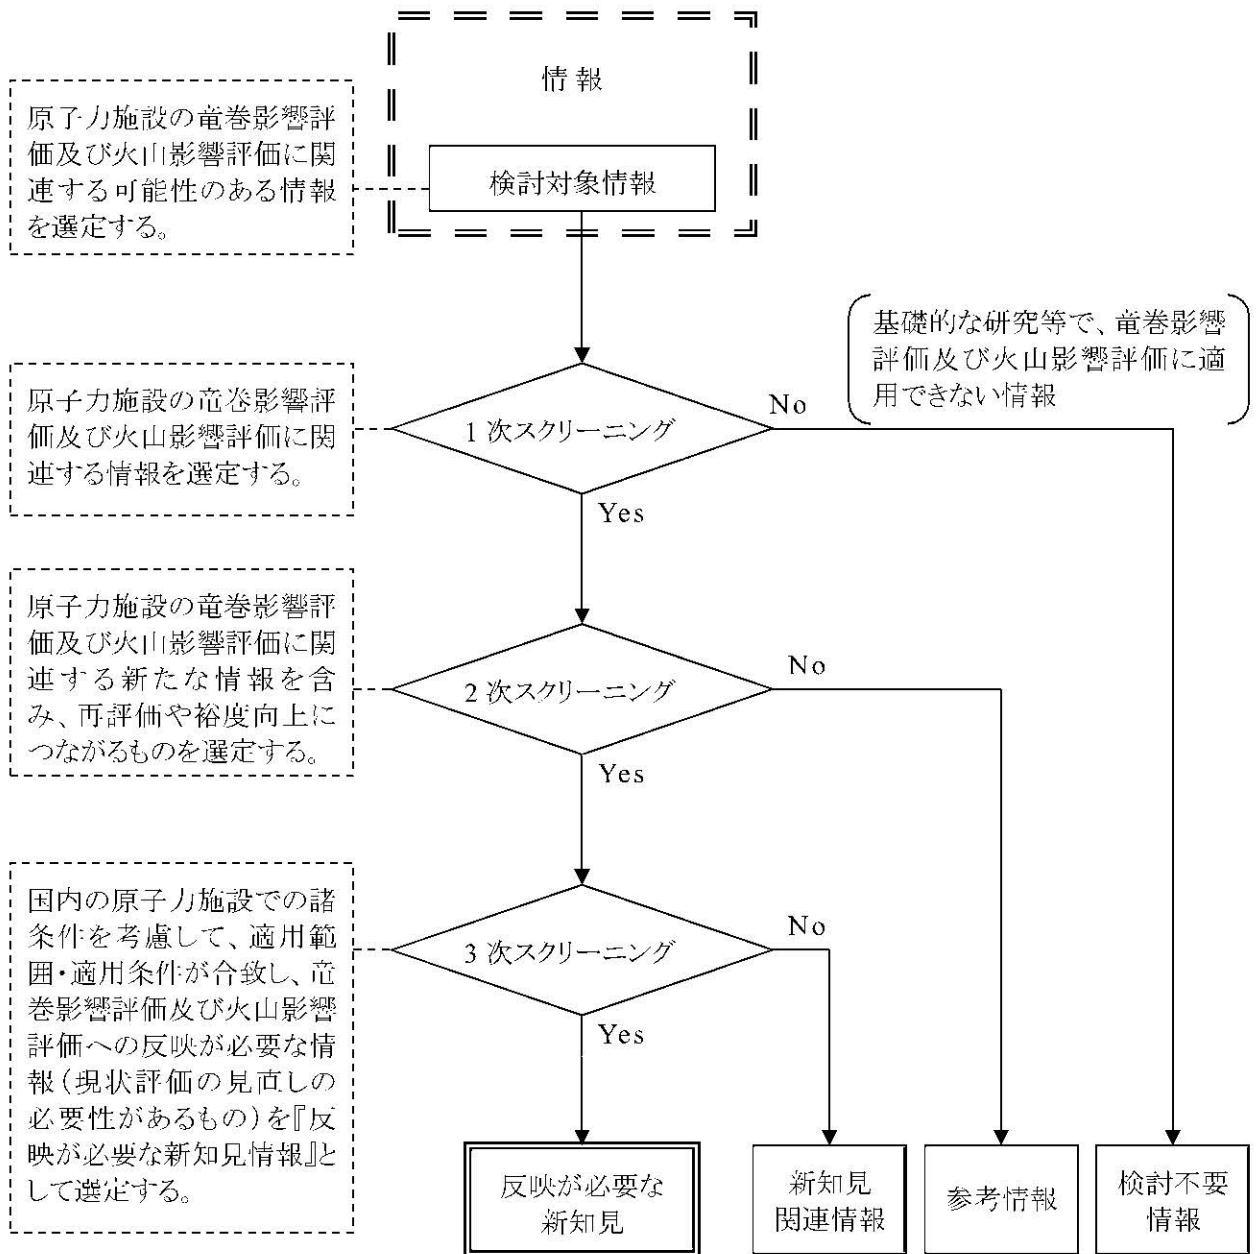 情報
検討対象情報
原子力施設の竜巻影響評
価及び火山影響評価に関
連する可能性のある情報
を選定する。
基礎的な研究等で、竜巻影響
評価及び火山影響評価に適
用できない情報
原子力施設の竜巻影響評
価及び火山影響評価に関
連する情報を選定する。
1次スクリーニング
No
Yes
原子力施設の竜巻影響評
価及び火山影響評価に関
連する新たな情報を含
み、再評価や裕度向上に
つながるものを選定する。
2次スクリーニング
No
Yes
国内の原子力施設での諸
条件を考慮して、適用範
囲・適用条件が合致し、竜
巻影響評価及び火山影響
評価への反映が必要な情
報(現状評価の見直しの
必要性があるもの)を『反
映が必要な新知見情報』と
して選定する。
3次スクリーニング
No
Yes
反映が必要な
新知見
新知見
関連情報
参考情報
検討不要
情報